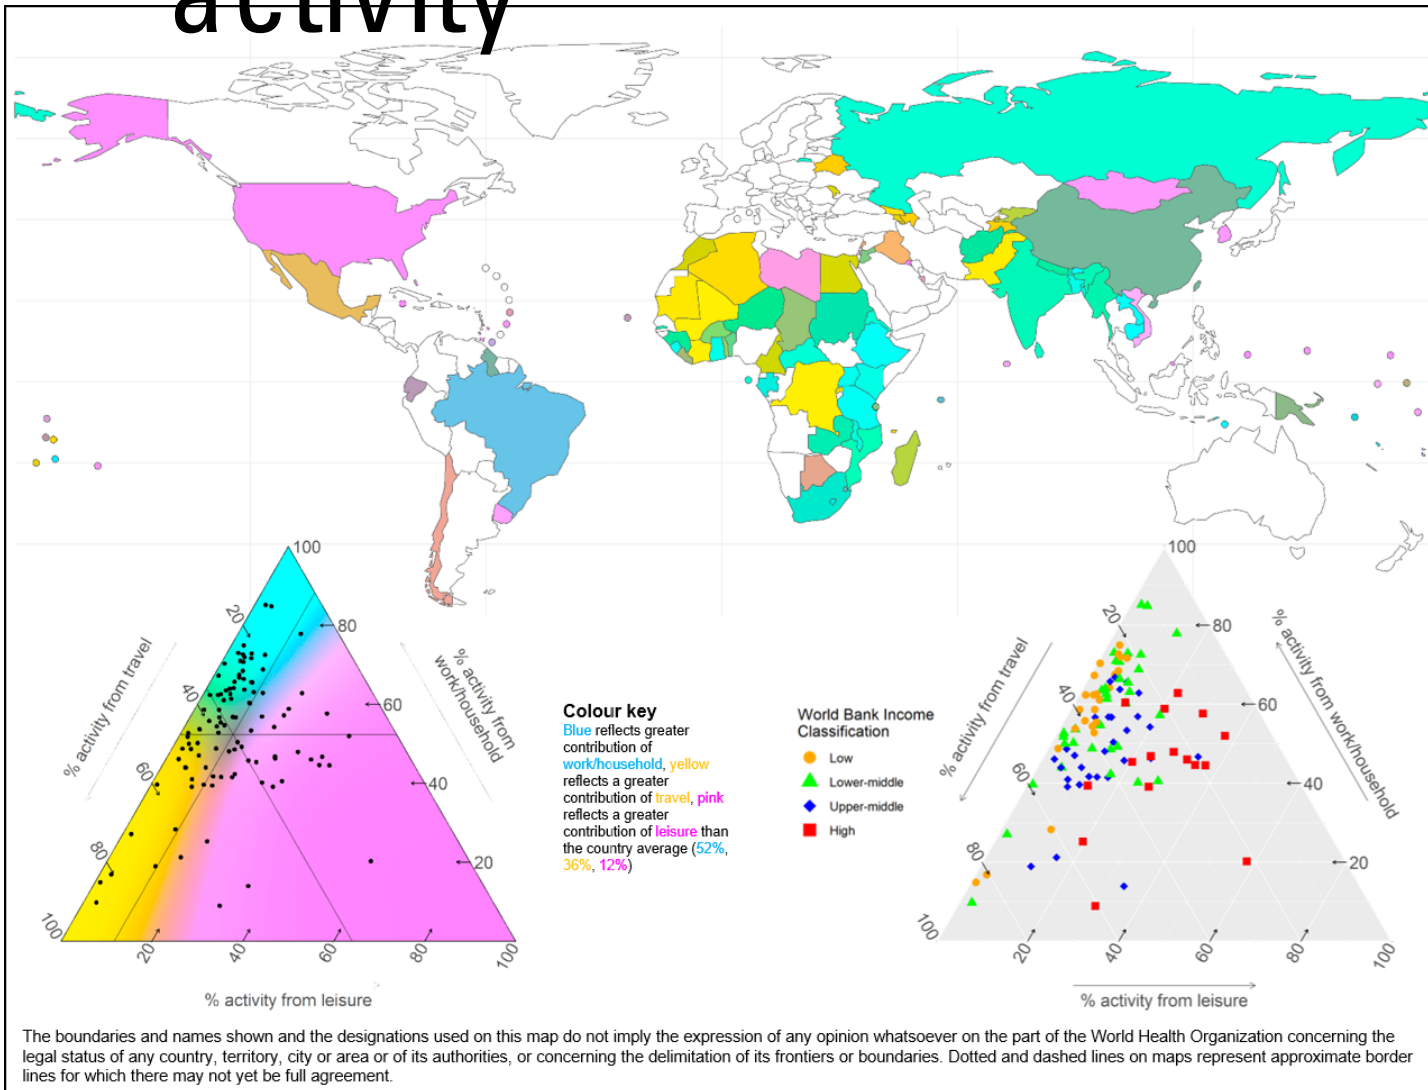 activity
100
20
80
% activity from travel
% activity from
work/household
40
60
60
40
80
20
100
20
40
60
80
100
% activity from leisure
Colour key
Blue reflects greater
contribution of
work/household, yellow
reflects a greater
contribution of travel, pink
reflects a greater
contribution of leisure than
the country average (52%,
36%, 12%)
World Bank Income
Classification
Low
Lower-middle
Upper-middle
High
100
20
80
% activity from travel
% activity from work/household
40
60
60
40
80
20
100
20
40
60
80
100
% activity from leisure
The boundaries and names shown and the designations used on this map do not imply the expression of any opinion whatsoever on the part of the World Health Organization concerning the
legal status of any country, territory, city or area or of its authorities, or concerning the delimitation of its frontiers or boundaries. Dotted and dashed lines on maps represent approximate border
lines for which there may not yet be full agreement.